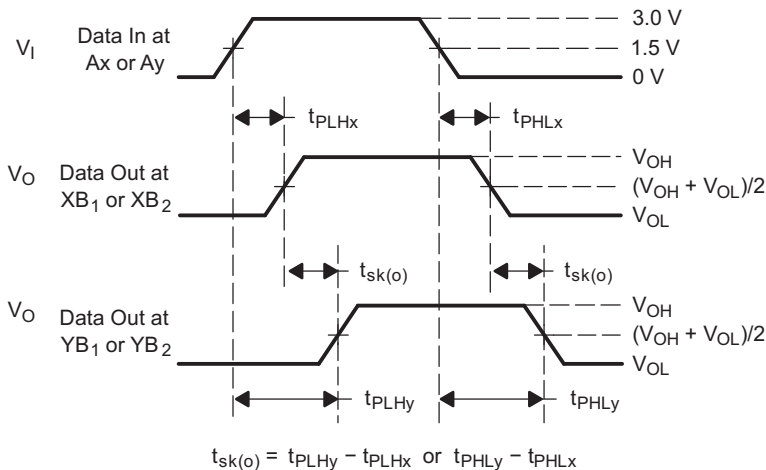 3.0 V
V_I Data In at Ax or Ay
1.5 V
0 V
t_PLHx
t_PHLx
V_O Data Out at XB_1 or XB_2
V_OH
(V_OH + V_OL)/2
V_OL
t_sk(o)
t_sk(o)
V_O Data Out at YB_1 or YB_2
V_OH
(V_OH + V_OL)/2
V_OL
t_PLHy
t_PHLy
t_sk(o) = t_PLHy − t_PLHx or t_PHLy − t_PHLx